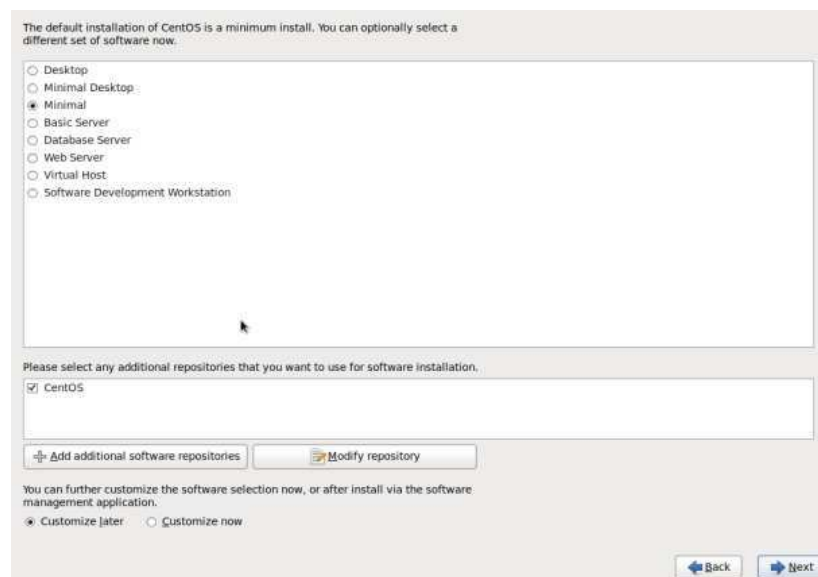 The default installation of CentOS is a minimum install. You can optionally select a
different set of software now.
Desktop
Minimal Desktop
Minimal
Basic Server
Database Server
Web Server
Virtual Host
Software Development Workstation
Please select any additional repositories that you want to use for software installation.
CentOS
Add additional software repositories
Modify repository
You can further customize the software selection now, or after install via the software
management application.
Customize later
Customize now
Back
Next